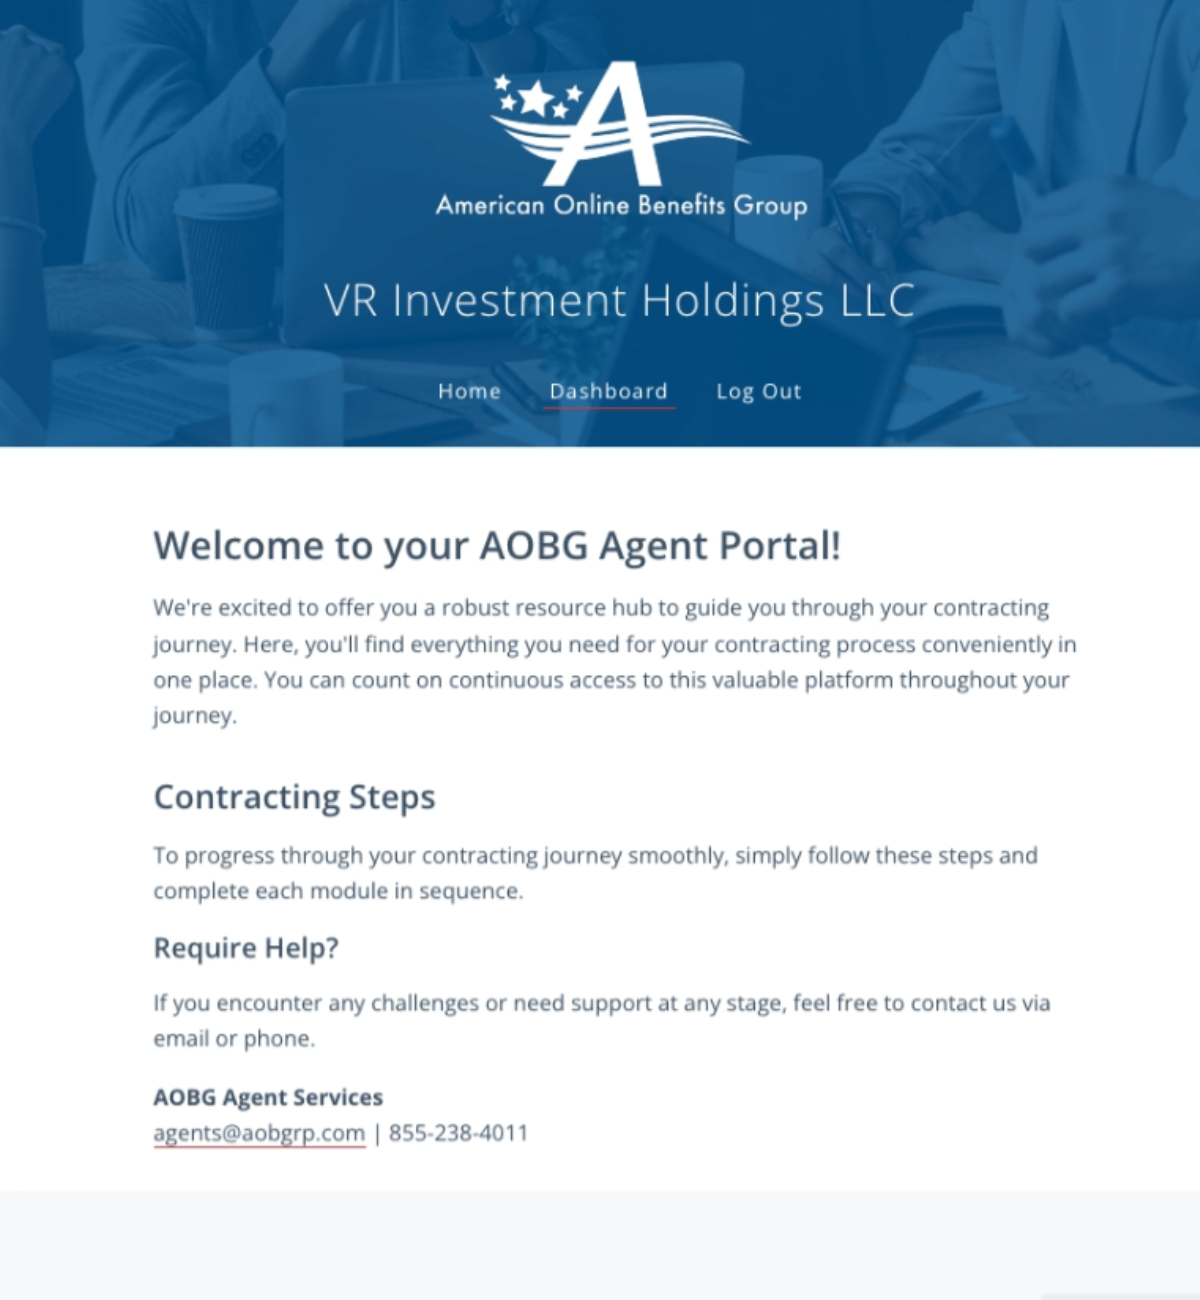 American Online Benefits Group
VR Investment Holdings LLC
Home Dashboard Log Out
Welcome to your AOBG Agent Portal!
We're excited to offer you a robust resource hub to guide you through your contracting
journey. Here, you'll find everything you need for your contracting process conveniently in
one place. You can count on continuous access to this valuable platform throughout your
journey.
Contracting Steps
To progress through your contracting journey smoothly, simply follow these steps and
complete each module in sequence.
Require Help?
If you encounter any challenges or need support at any stage, feel free to contact us via
email or phone.
AOBG Agent Services
agents@aobgrp.com | 855-238-4011